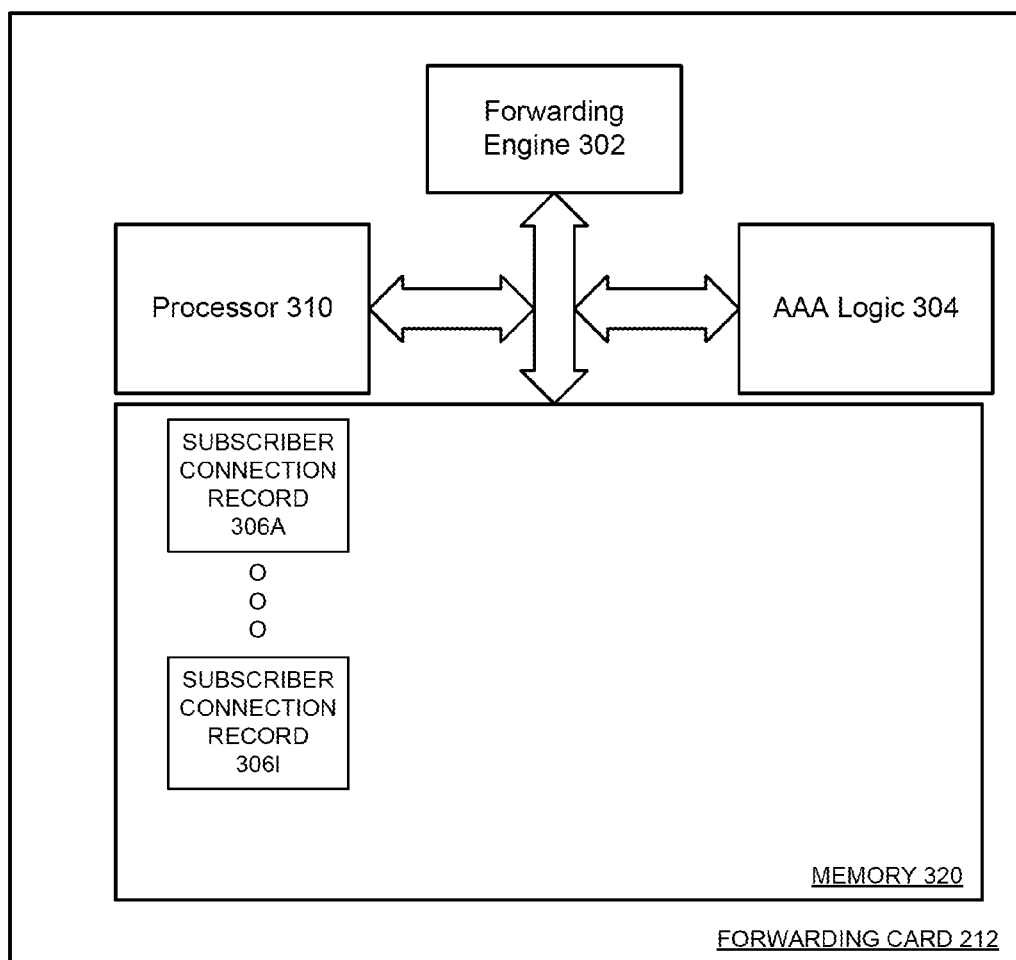 Forwarding
Engine 302
Processor 310
AAA Logic 304
SUBSCRIBER
CONNECTION
RECORD
306A
O
O
O
SUBSCRIBER
CONNECTION
RECORD
306I
MEMORY 320
FORWARDING CARD 212